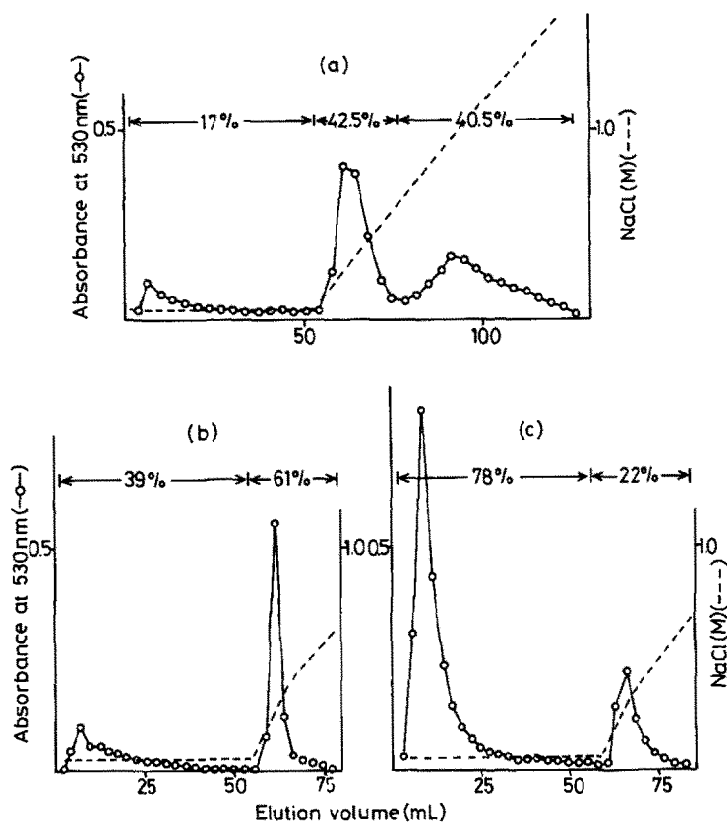 (a)
Absorbance at 530nm(-o-)
0.5
17%
42.5%
40.5%
1.0
NaCl(M)(---)
50
100
(b)
Absorbance at 530nm(-o-)
0.5
39%
61%
1.0
25
50
75
(c)
0.5
78%
22%
1.0
NaCl(M)(---)
25
50
75
Elution volume(mL)